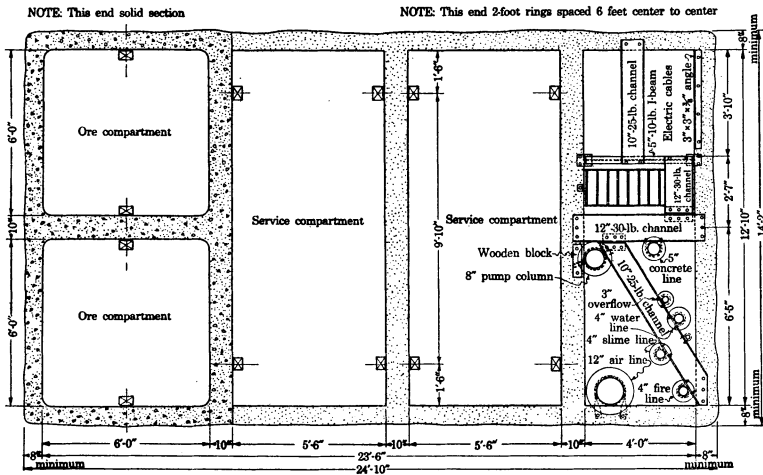 NOTE: This end solid section
NOTE: This end 2-foot rings spaced 6 feet center to center
8"
minimum
6'-0"
Ore compartment
10"
6'-0"
Ore compartment
1'-6"
9'-10"
1'-6"
Service compartment
Service compartment
10"-25-lb. channel
5"-10-lb. I-beam
Electric cables
3"×3"×⅜" angle
12"-30-lb.
channel
12"-30-lb. channel
Wooden block
8" pump column
5"
concrete
line
10"-25-lb. channel
3"
overflow
4" water
line
4" slime line
12" air line
4" fire
line
3'-10"
2'-7"
6'-5"
12'-10"
14'-2"
8"
minimum
6'-0"
10"
5'-6"
10"
5'-6"
10"
4'-0"
8"
minimum
23'-6"
8"
minimum
24'-10"